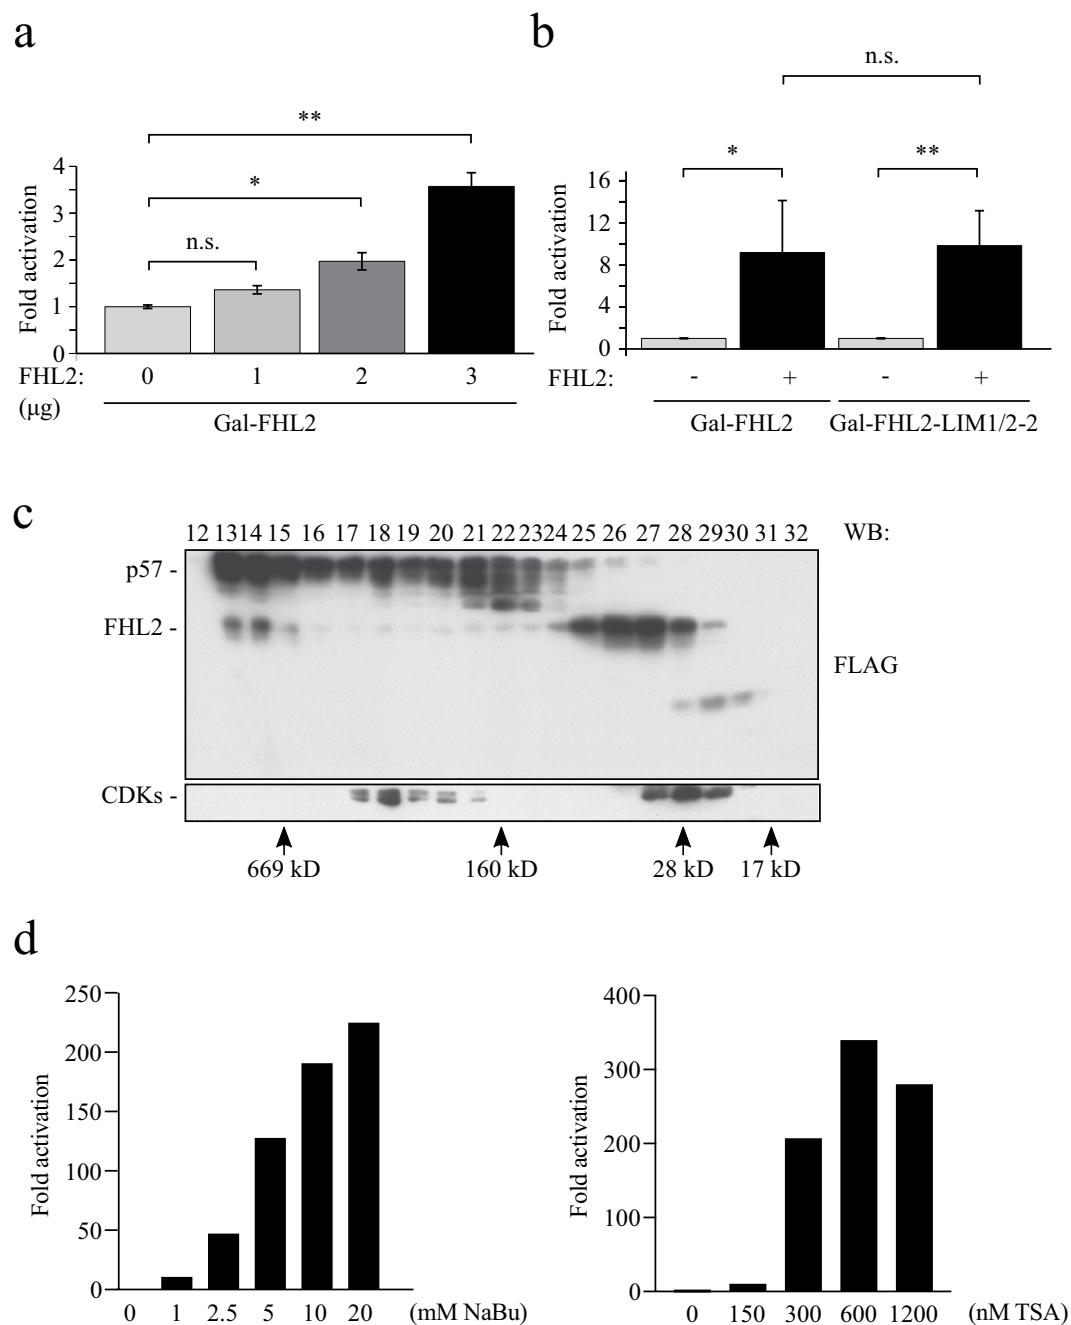 a
**
*
n.s.
4
3
2
1
0
Fold activation
FHL2: 0 1 2 3
(µg)
Gal-FHL2
b
n.s.
* **
16
12
8
4
0
Fold activation
FHL2: - + - +
Gal-FHL2 Gal-FHL2-LIM1/2-2
c
12 13 14 15 16 17 18 19 20 21 22 23 24 25 26 27 28 29 30 31 32 WB:
p57 -
FHL2 -
FLAG
CDKs -
669 kD 160 kD 28 kD 17 kD
d
250
200
150
100
50
0
Fold activation
0 1 2.5 5 10 20 (mM NaBu)
400
300
200
100
0
Fold activation
0 150 300 600 1200 (nM TSA)